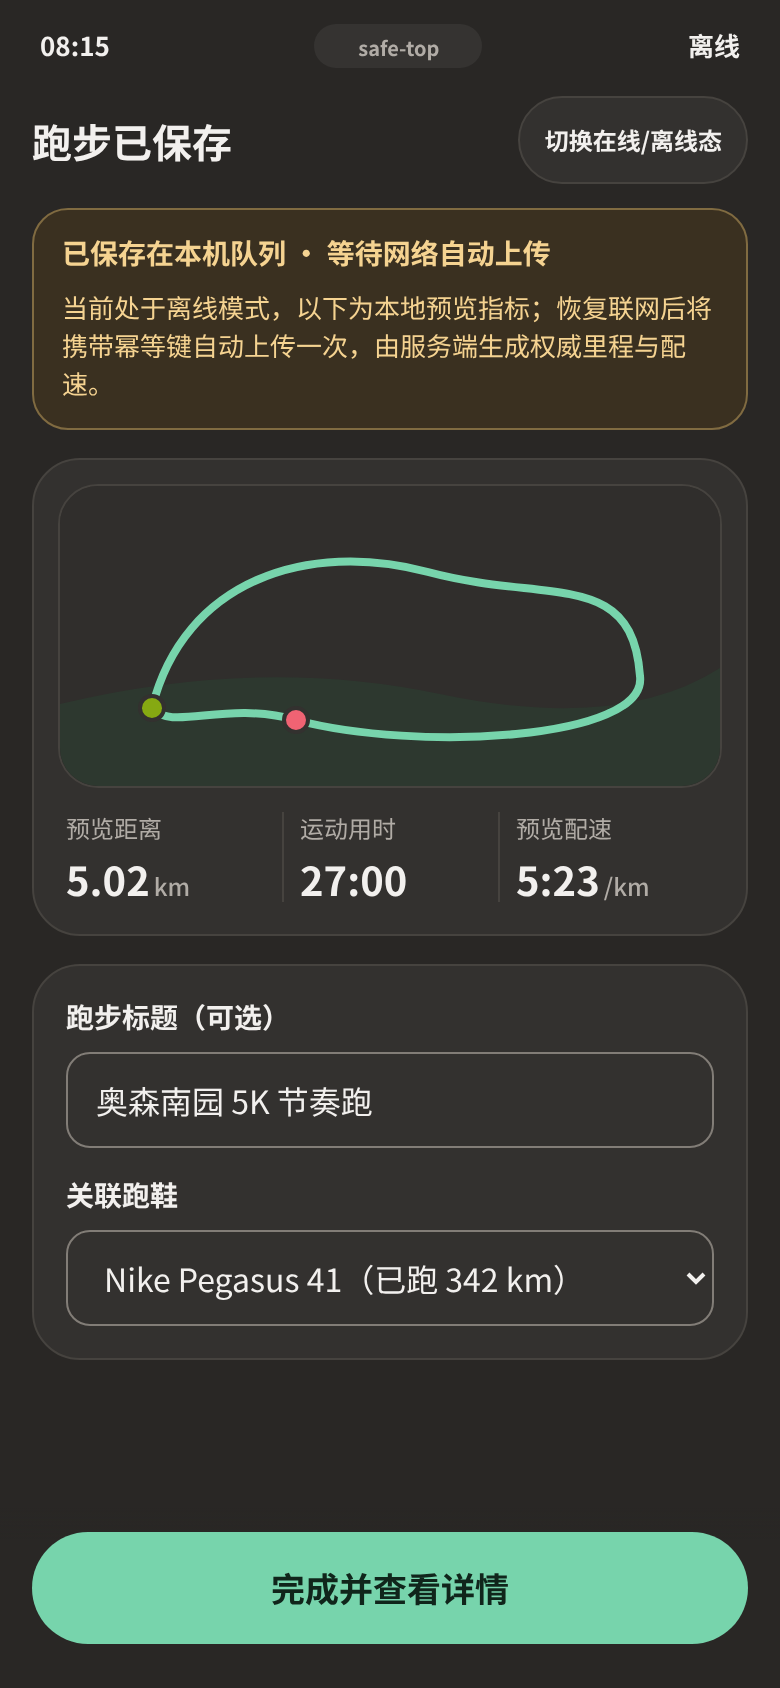 08:15
safe-top
离线
跑步已保存
切换在线/离线态
已保存在本机队列 · 等待网络自动上传
当前处于离线模式，以下为本地预览指标；恢复联网后将
携带幂等键自动上传一次，由服务端生成权威里程与配
速。
预览距离
运动用时
预览配速
5.02 km
27:00
5:23 /km
跑步标题（可选）
奥森南园 5K 节奏跑
关联跑鞋
Nike Pegasus 41（已跑 342 km）
完成并查看详情